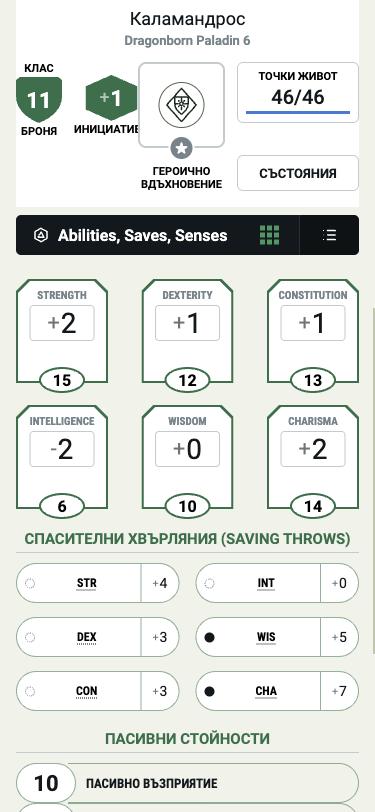 Каламандрос
Dragonborn Paladin 6
КЛАС
11
БРОНЯ
+1
ИНИЦИАТИВ
ГЕРОИЧНО
ВДЪХНОВЕНИЕ
ТОЧКИ ЖИВОТ
46/46
СЪСТОЯНИЯ
Abilities, Saves, Senses
STRENGTH
+2
15
DEXTERITY
+1
12
CONSTITUTION
+1
13
INTELLIGENCE
-2
6
WISDOM
+0
10
CHARISMA
+2
14
СПАСИТЕЛНИ ХВЪРЛЯНИЯ (SAVING THROWS)
STR +4
INT +0
DEX +3
WIS +5
CON +3
CHA +7
ПАСИВНИ СТОЙНОСТИ
10 ПАСИВНО ВЪЗПРИЯТИЕ